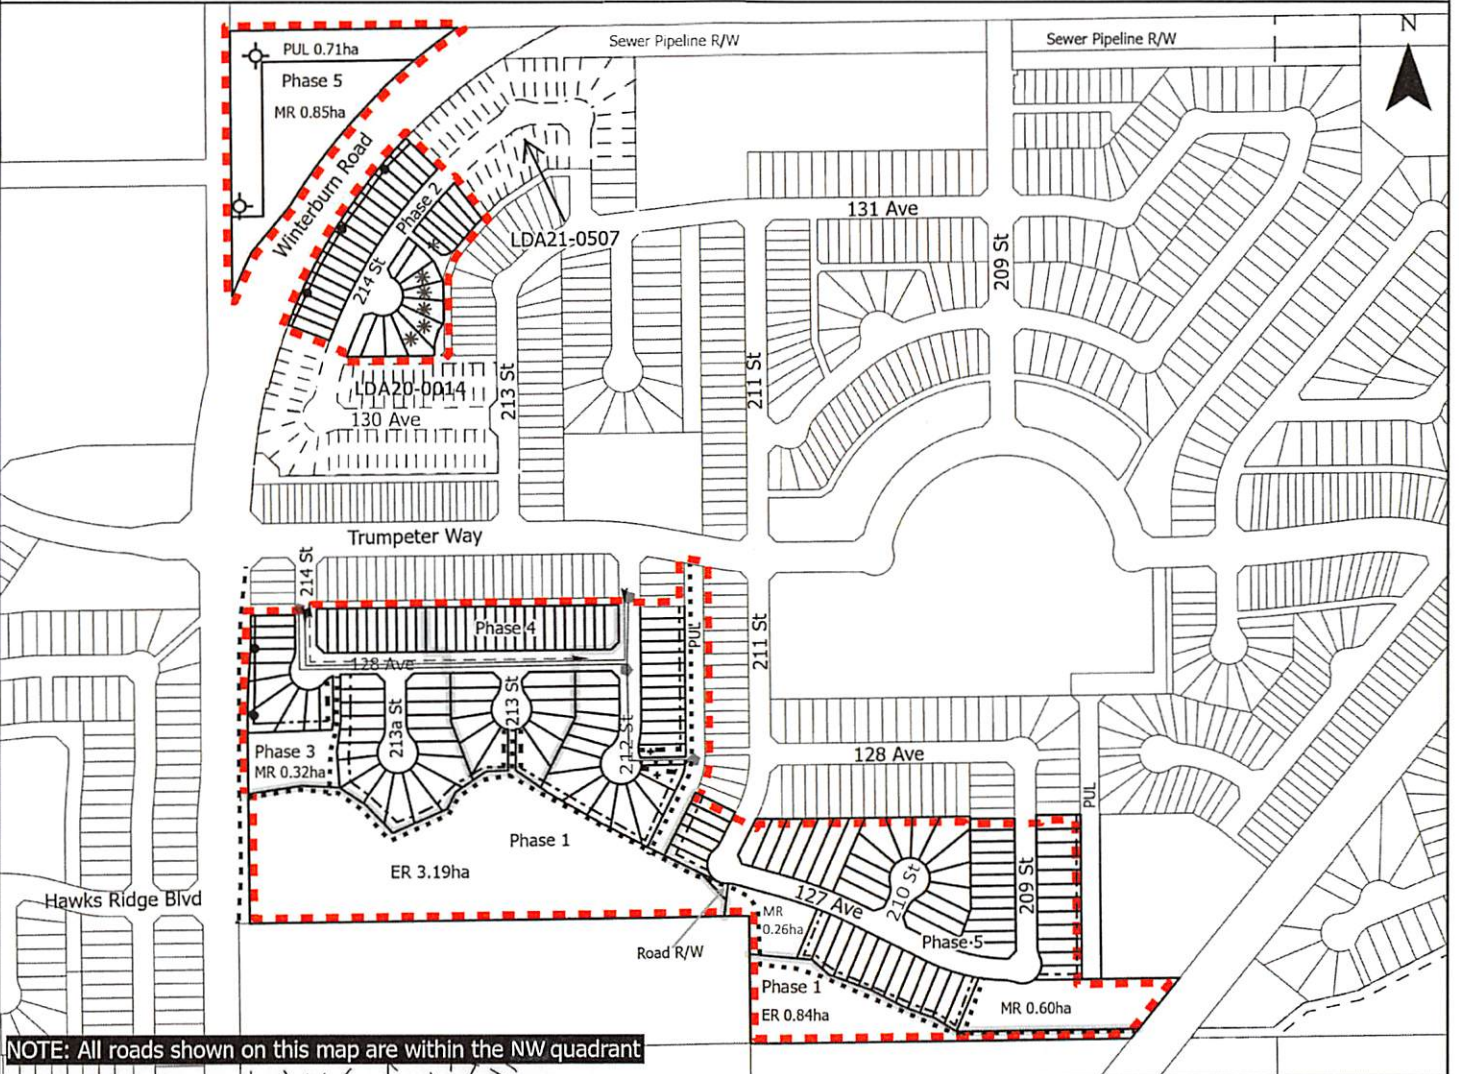 N
PUL 0.71ha
Sewer Pipeline R/W
Sewer Pipeline R/W
Phase 5
MR 0.85ha
Winterburn Road
Phase 2
131 Ave
LDA21-0507
209 St
214 St
LDA20-0014
213 St
211 St
130 Ave
Trumpeter Way
214 St
Phase 4
PUL
211 St
128 Ave
213a St
213 St
212 St
Phase 3
MR 0.32ha
128 Ave
PUL
Phase 1
ER 3.19ha
Hawks Ridge Blvd
127 Ave
210 St
209 St
MR
0.26ha
Phase 5
Road R/W
Phase 1
ER 0.84ha
MR 0.60ha
NOTE: All roads shown on this map are within the NW quadrant